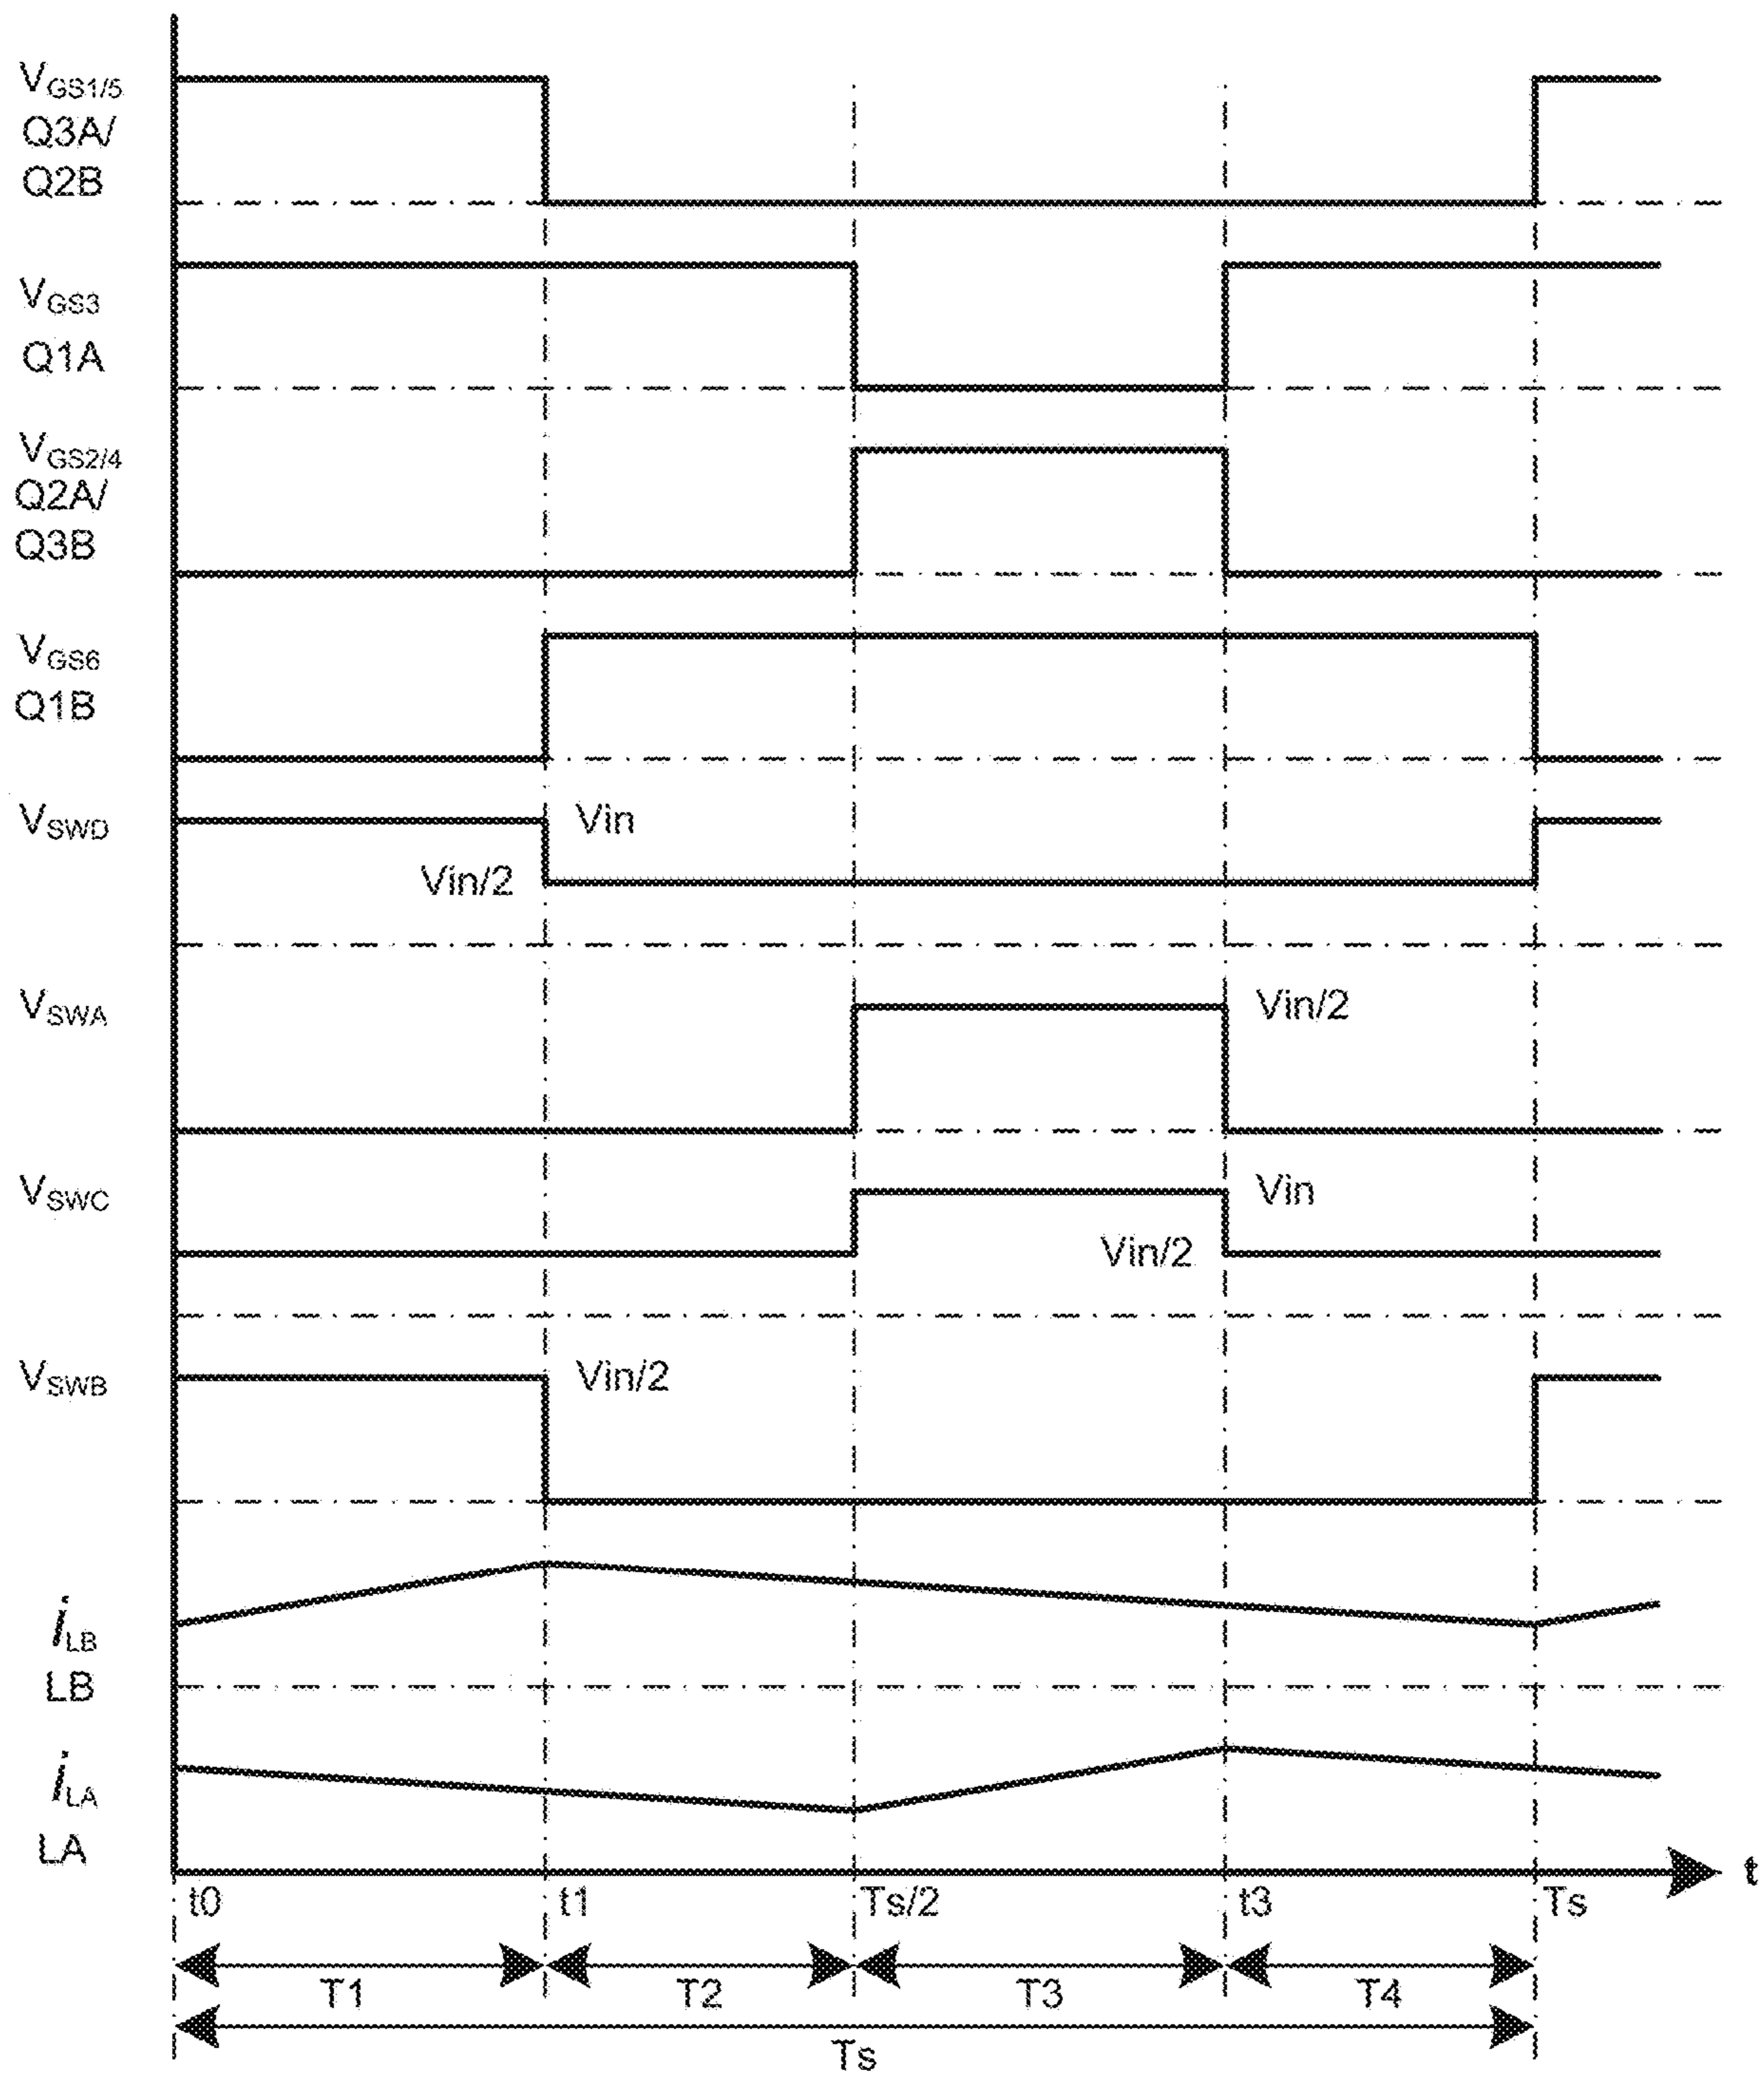 VGS1/5
Q3A/
Q2B
VGS3
Q1A
VGS2/4
Q2A/
Q3B
VGS6
Q1B
VSWD
Vin
Vin/2
VSWA
Vin/2
VSWC
Vin
Vin/2
VSWB
Vin/2
iLB
LB
iLA
LA
t
t0 t1 Ts/2 t3 Ts
T1 T2 T3 T4
Ts